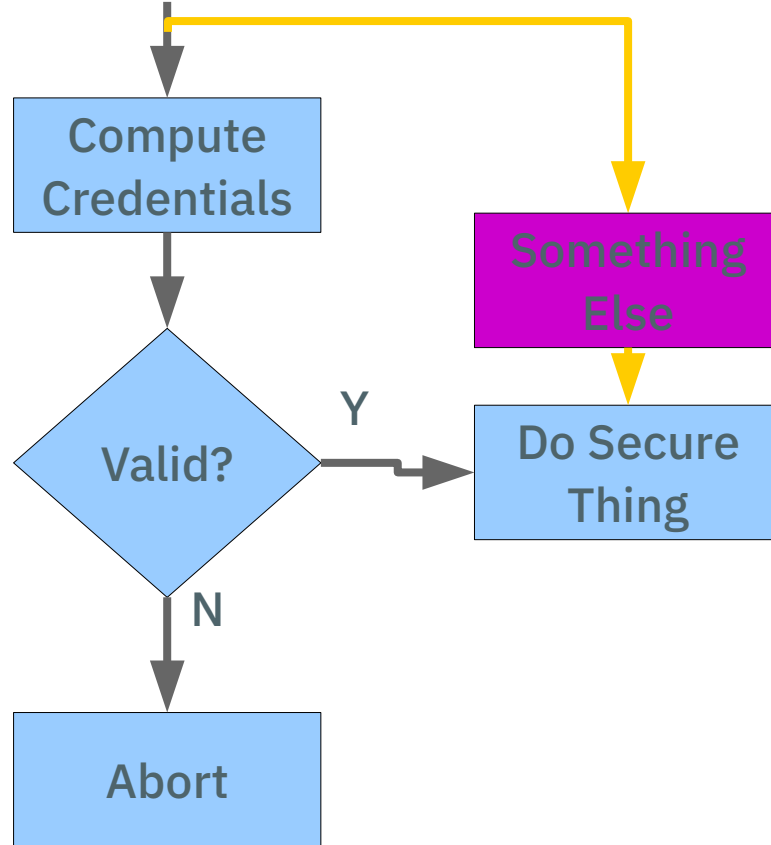 Compute
Credentials
Something
Else
Y
Valid?
Do Secure
Thing
N
Abort